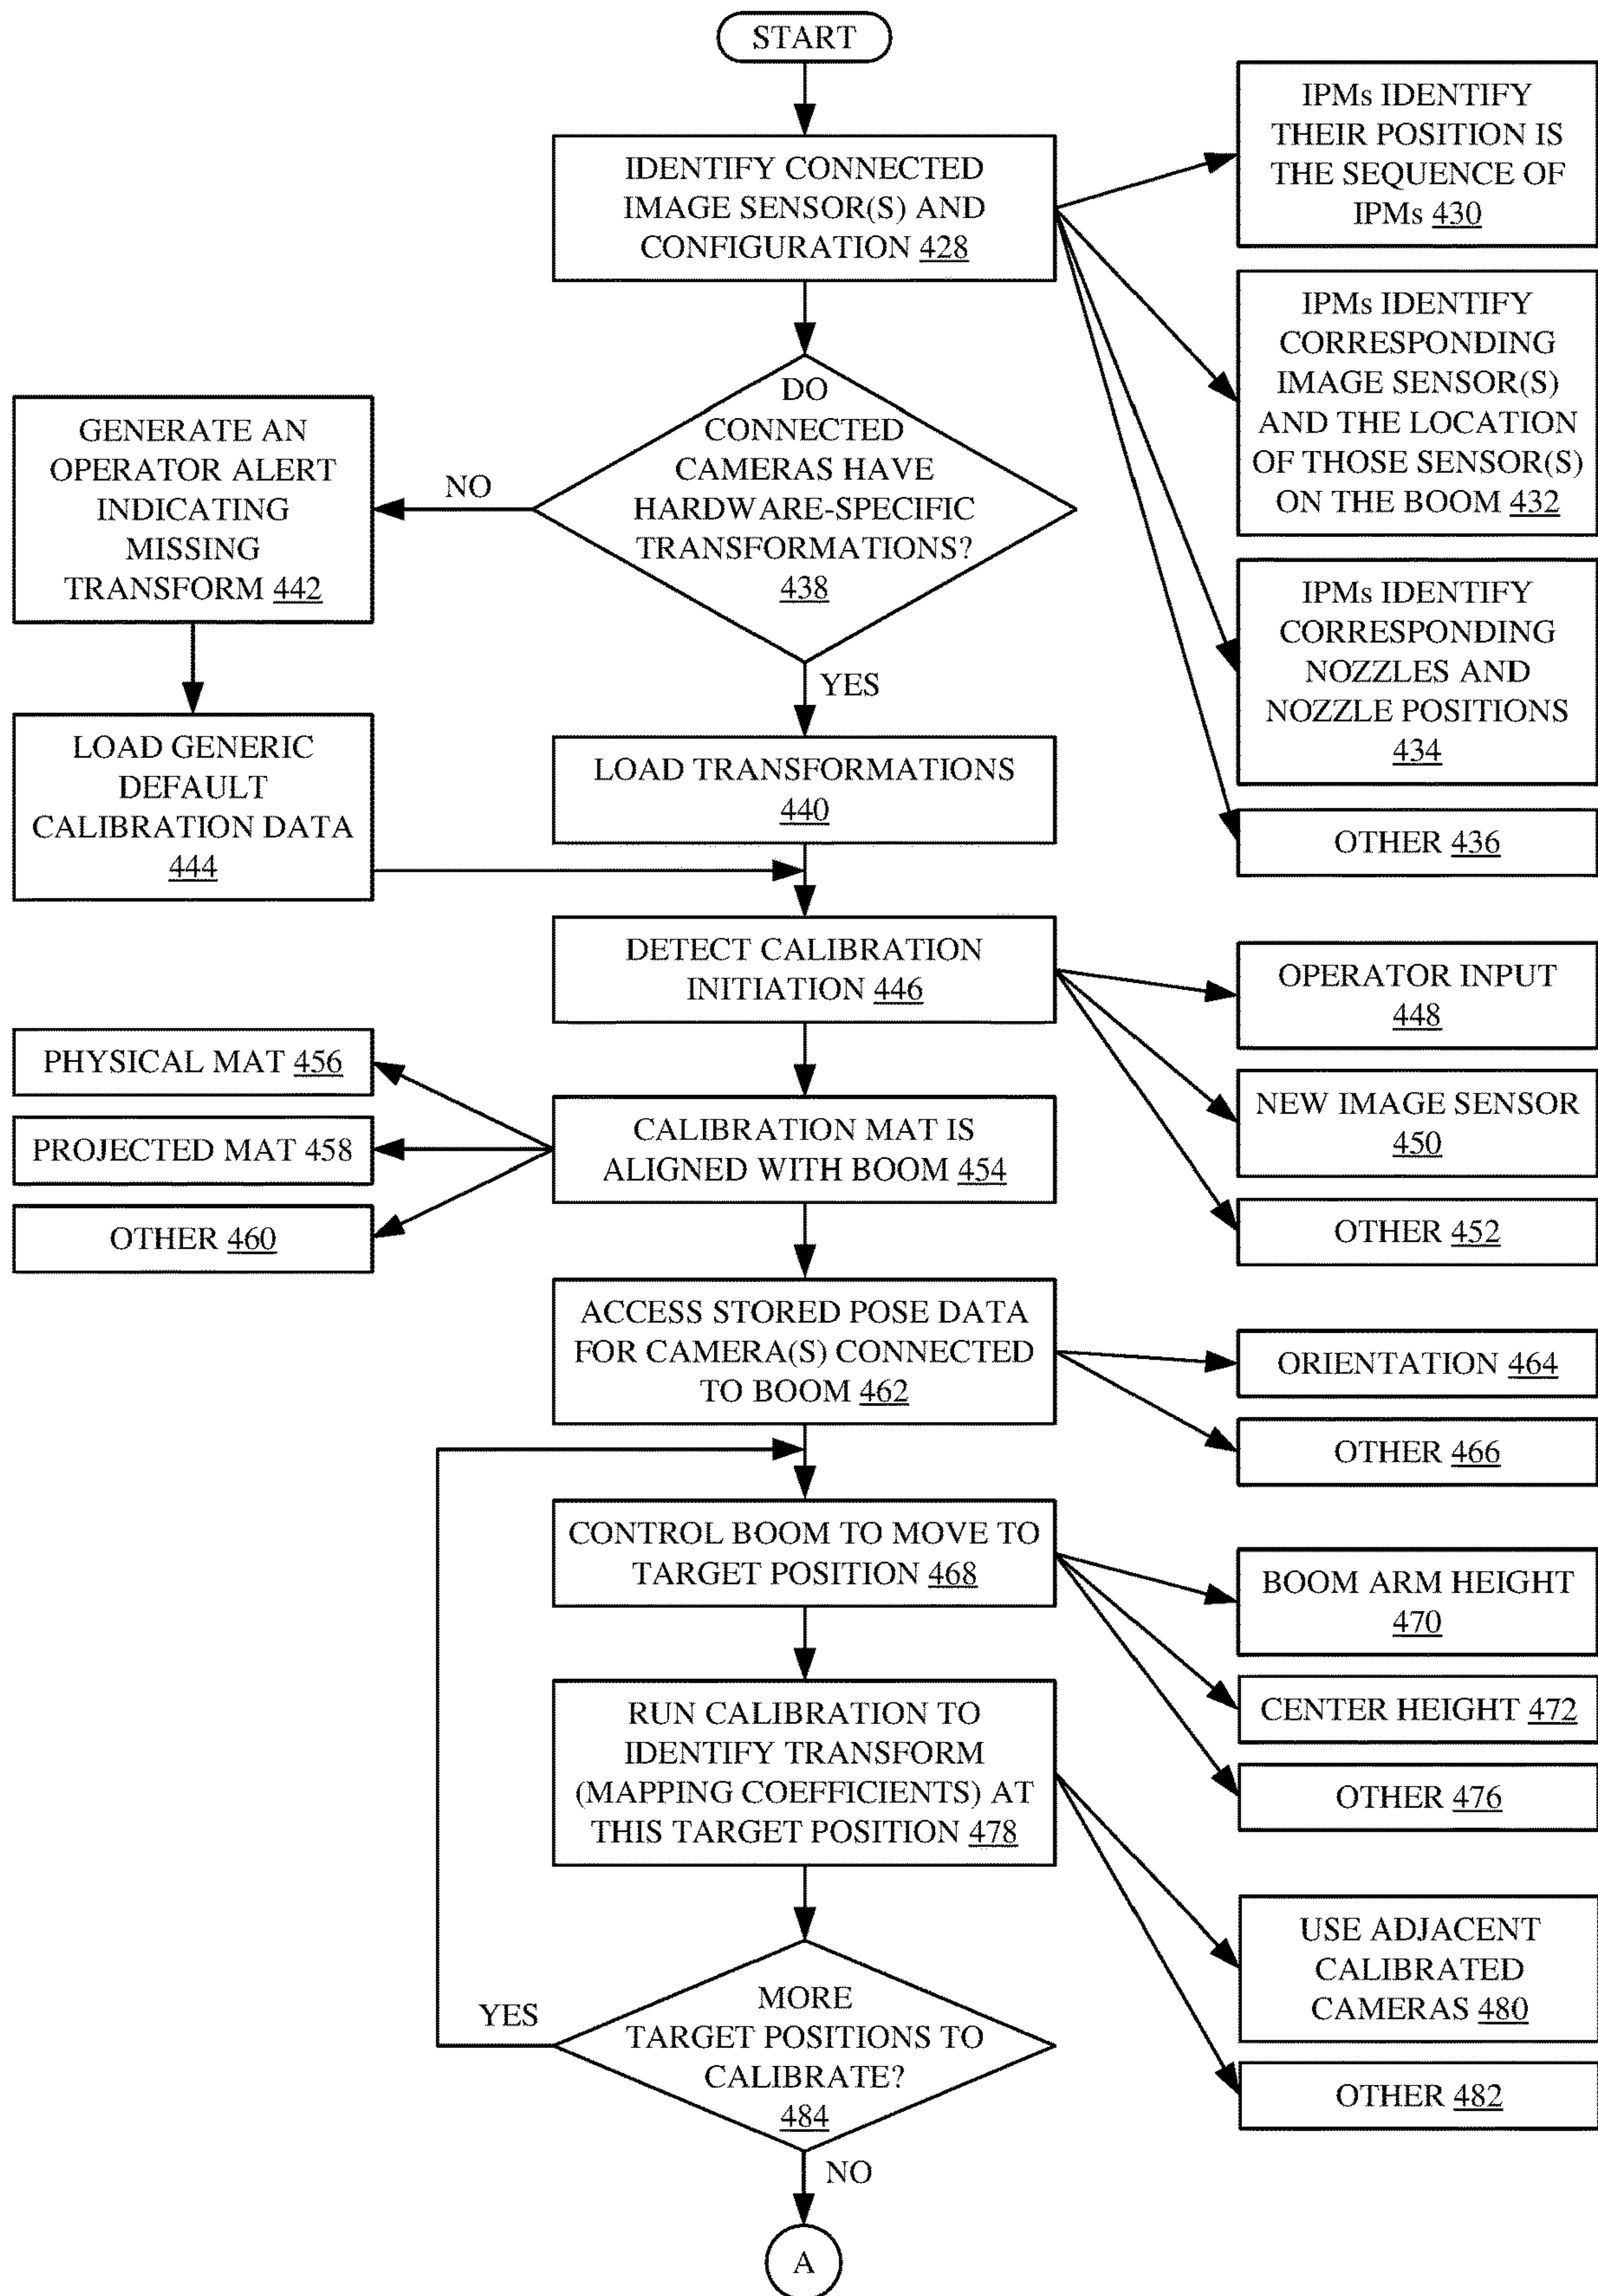 START
IDENTIFY CONNECTED
IMAGE SENSOR(S) AND
CONFIGURATION 428
IPMs IDENTIFY
THEIR POSITION IS
THE SEQUENCE OF
IPMs 430
IPMs IDENTIFY
CORRESPONDING
IMAGE SENSOR(S)
AND THE LOCATION
OF THOSE SENSOR(S)
ON THE BOOM 432
IPMs IDENTIFY
CORRESPONDING
NOZZLES AND
NOZZLE POSITIONS
434
OTHER 436
DO
CONNECTED
CAMERAS HAVE
HARDWARE-SPECIFIC
TRANSFORMATIONS?
438
NO
GENERATE AN
OPERATOR ALERT
INDICATING
MISSING
TRANSFORM 442
LOAD GENERIC
DEFAULT
CALIBRATION DATA
444
YES
LOAD TRANSFORMATIONS
440
DETECT CALIBRATION
INITIATION 446
OPERATOR INPUT
448
NEW IMAGE SENSOR
450
OTHER 452
CALIBRATION MAT IS
ALIGNED WITH BOOM 454
PHYSICAL MAT 456
PROJECTED MAT 458
OTHER 460
ACCESS STORED POSE DATA
FOR CAMERA(S) CONNECTED
TO BOOM 462
ORIENTATION 464
OTHER 466
CONTROL BOOM TO MOVE TO
TARGET POSITION 468
BOOM ARM HEIGHT
470
CENTER HEIGHT 472
OTHER 476
RUN CALIBRATION TO
IDENTIFY TRANSFORM
(MAPPING COEFFICIENTS) AT
THIS TARGET POSITION 478
USE ADJACENT
CALIBRATED
CAMERAS 480
OTHER 482
MORE
TARGET POSITIONS TO
CALIBRATE?
484
YES
NO
A